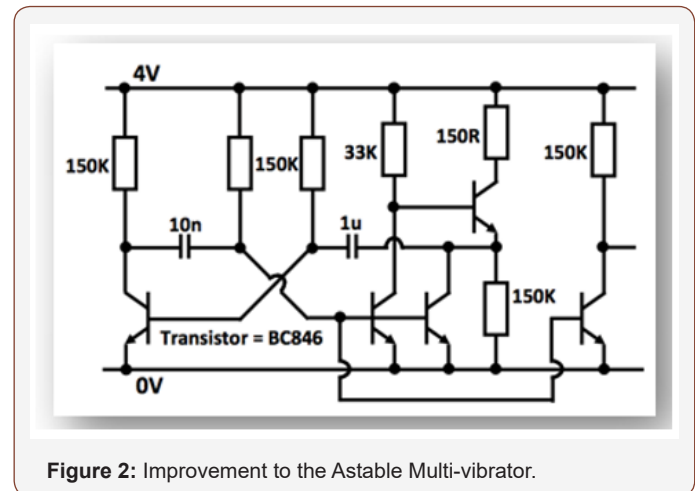 4V
150K
150K
33K
150R
150K
10n
1u
150K
Transistor = BC846
0V
Figure 2: Improvement to the Astable Multi-vibrator.